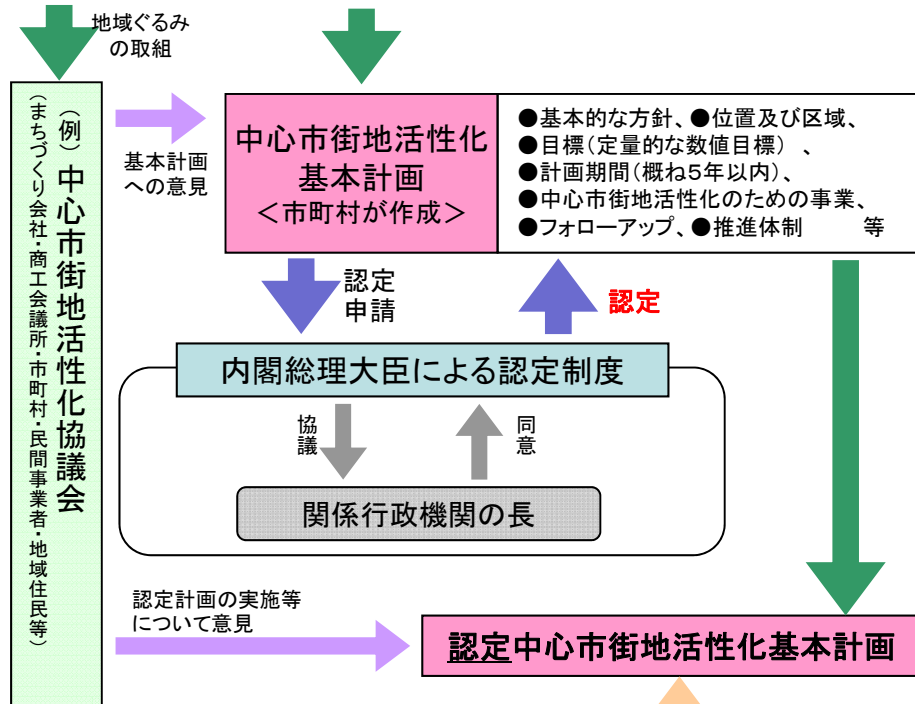 地域ぐるみ
の取組
（例）中心市街地活性化協議会
（まちづくり会社・商工会議所・市町村・民間事業者・地域住民等）
基本計画
への意見
中心市街地活性化
基本計画
＜市町村が作成＞
●基本的な方針、●位置及び区域、
●目標（定量的な数値目標）、
●計画期間（概ね５年以内）、
●中心市街地活性化のための事業、
●フォローアップ、●推進体制　　等
認定
申請
認定
内閣総理大臣による認定制度
協議
同意
関係行政機関の長
認定計画の実施等
について意見
認定中心市街地活性化基本計画